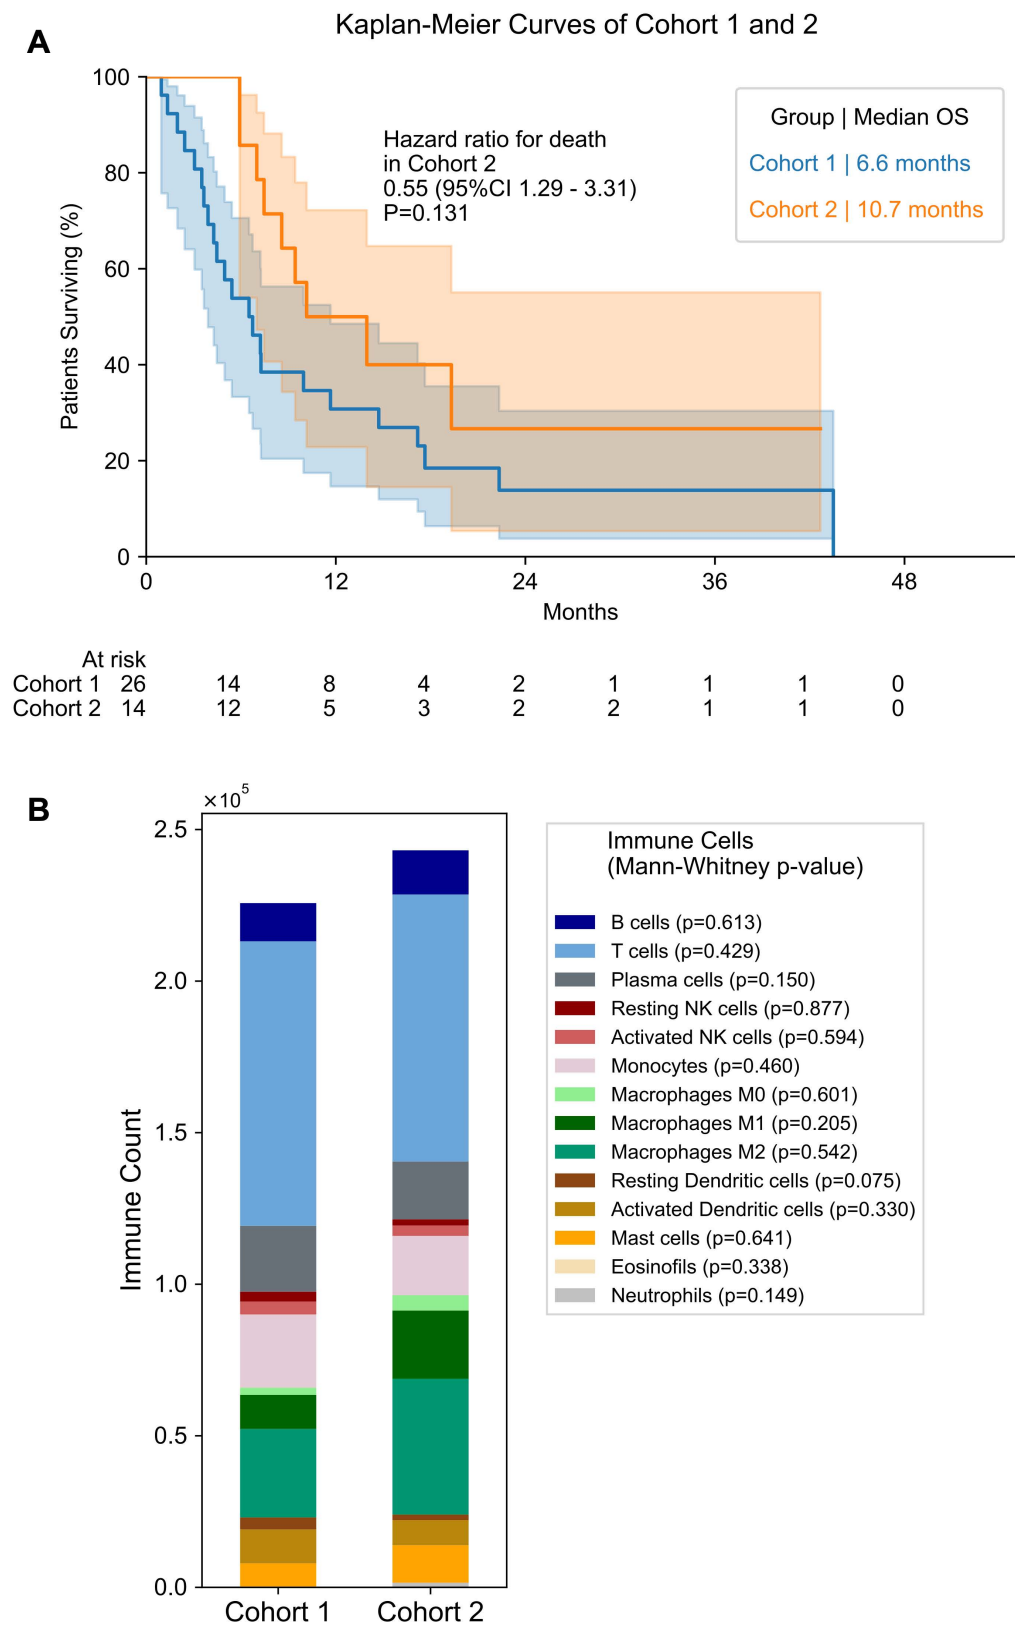 A
Kaplan-Meier Curves of Cohort 1 and 2
100
80
60
40
20
0
Patients Surviving (%)
Hazard ratio for death
in Cohort 2
0.55 (95%CI 1.29 - 3.31)
P=0.131
Group | Median OS
Cohort 1 | 6.6 months
Cohort 2 | 10.7 months
0 12 24 36 48
Months
At risk
Cohort 1 26 14 8 4 2 1 1 1 0
Cohort 2 14 12 5 3 2 2 1 1 0
B
×10⁵
2.5
2.0
1.5
1.0
0.5
0.0
Immune Count
Cohort 1 Cohort 2
Immune Cells
(Mann-Whitney p-value)
B cells (p=0.613)
T cells (p=0.429)
Plasma cells (p=0.150)
Resting NK cells (p=0.877)
Activated NK cells (p=0.594)
Monocytes (p=0.460)
Macrophages M0 (p=0.601)
Macrophages M1 (p=0.205)
Macrophages M2 (p=0.542)
Resting Dendritic cells (p=0.075)
Activated Dendritic cells (p=0.330)
Mast cells (p=0.641)
Eosinofils (p=0.338)
Neutrophils (p=0.149)